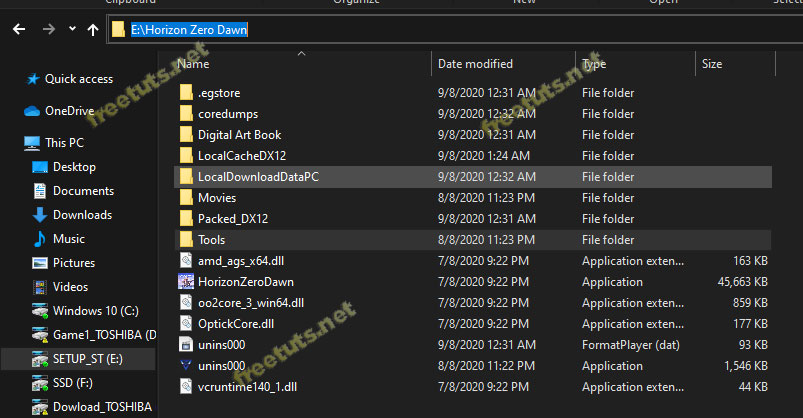 Clipboard Organize New Open Select
E:\Horizon Zero Dawn
Name Date modified Type Size
Quick access
OneDrive
This PC
Desktop
Documents
Downloads
Music
Pictures
Videos
Windows 10 (C:)
Game1_TOSHIBA (D
SETUP_ST (E:)
SSD (F:)
Dowload_TOSHIBA
.egstore 9/8/2020 12:31 AM File folder
coredumps 9/8/2020 12:32 AM File folder
Digital Art Book 9/8/2020 12:31 AM File folder
LocalCacheDX12 9/8/2020 1:24 AM File folder
LocalDownloadDataPC 9/8/2020 12:32 AM File folder
Movies 8/8/2020 11:23 PM File folder
Packed_DX12 9/8/2020 12:31 AM File folder
Tools 8/8/2020 11:23 PM File folder
amd_ags_x64.dll 7/8/2020 9:22 PM Application exten... 163 KB
HorizonZeroDawn 7/8/2020 9:22 PM Application 45,663 KB
oo2core_3_win64.dll 7/8/2020 9:22 PM Application exten... 859 KB
OptickCore.dll 7/8/2020 9:22 PM Application exten... 177 KB
unins000 9/8/2020 12:31 AM FormatPlayer (dat) 93 KB
unins000 8/8/2020 11:22 PM Application 1,546 KB
vcruntime140_1.dll 7/8/2020 9:22 PM Application exten... 44 KB
freetuts.net
freetuts.net
freetuts.net